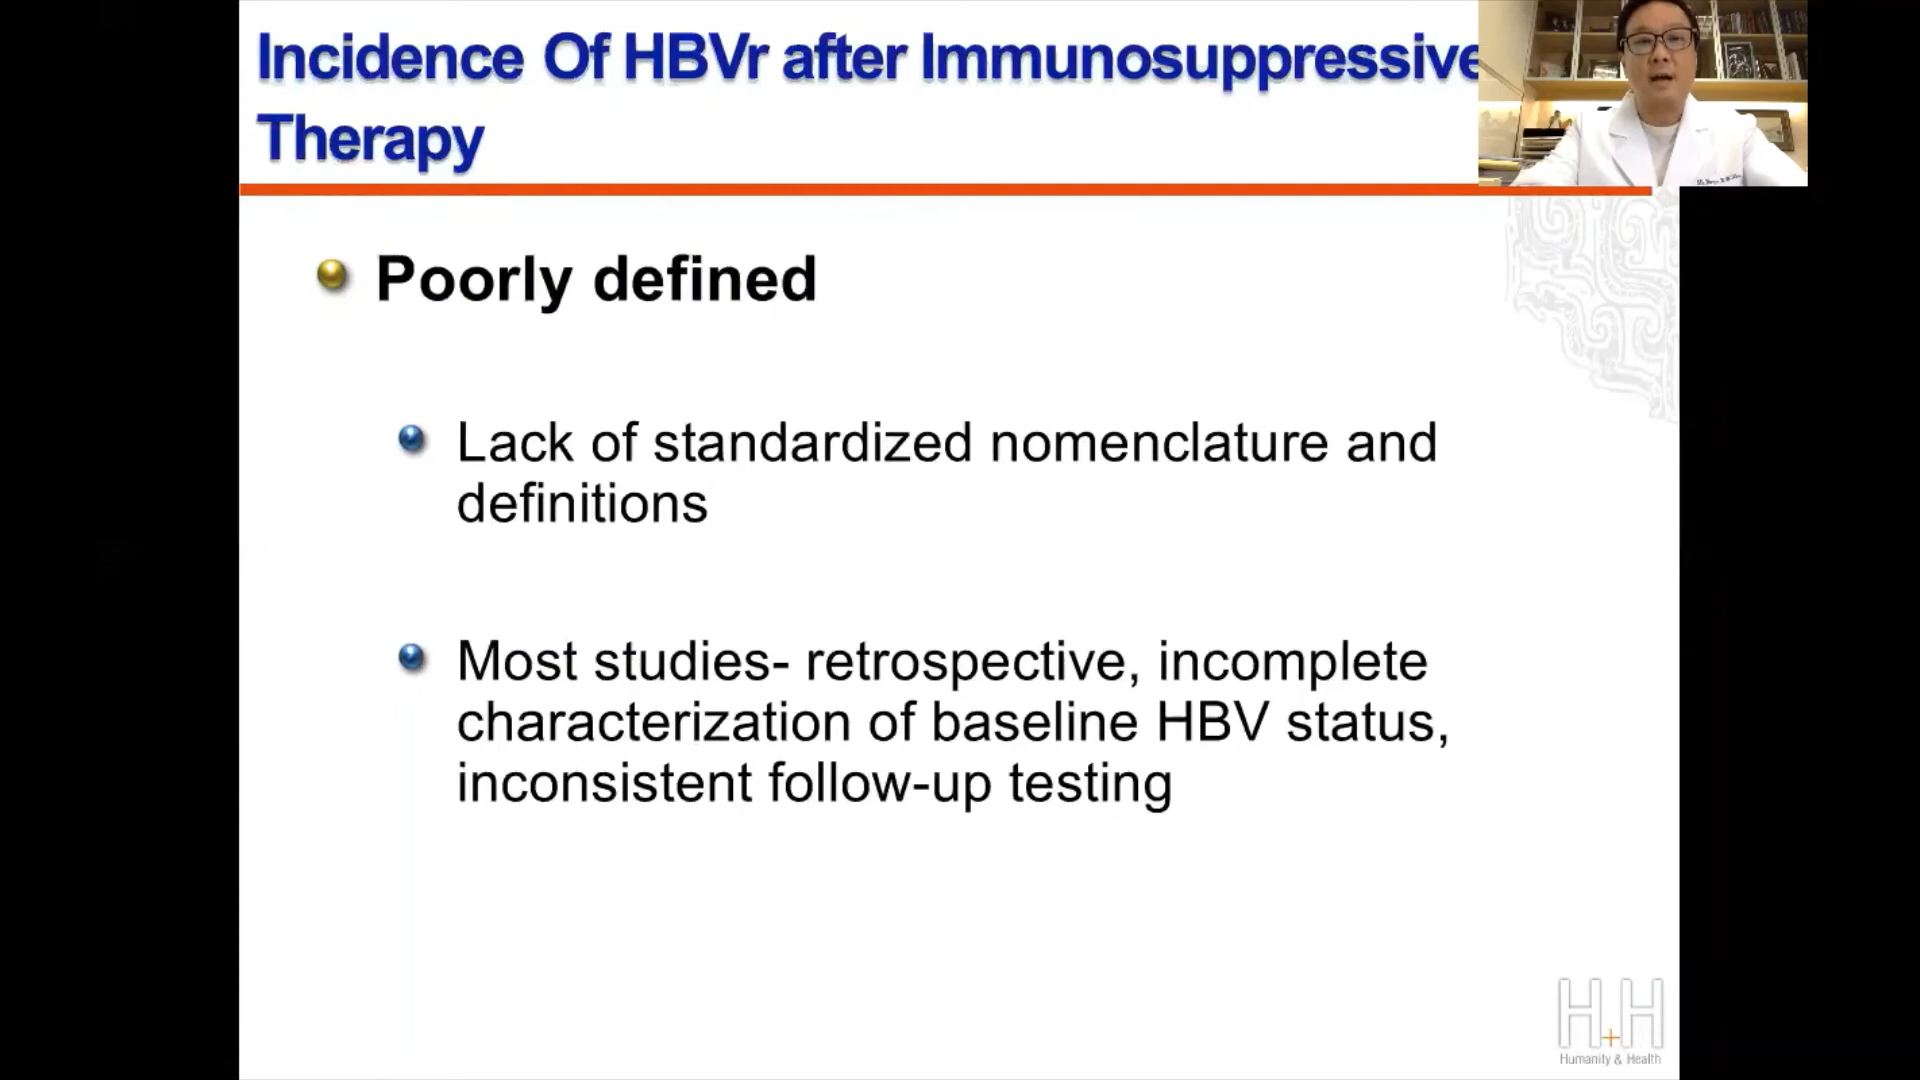 Incidence Of HBVr after Immunosuppressive
Therapy
Poorly defined
Lack of standardized nomenclature and
definitions
Most studies- retrospective, incomplete
characterization of baseline HBV status,
inconsistent follow-up testing
H+H
Humanity & Health